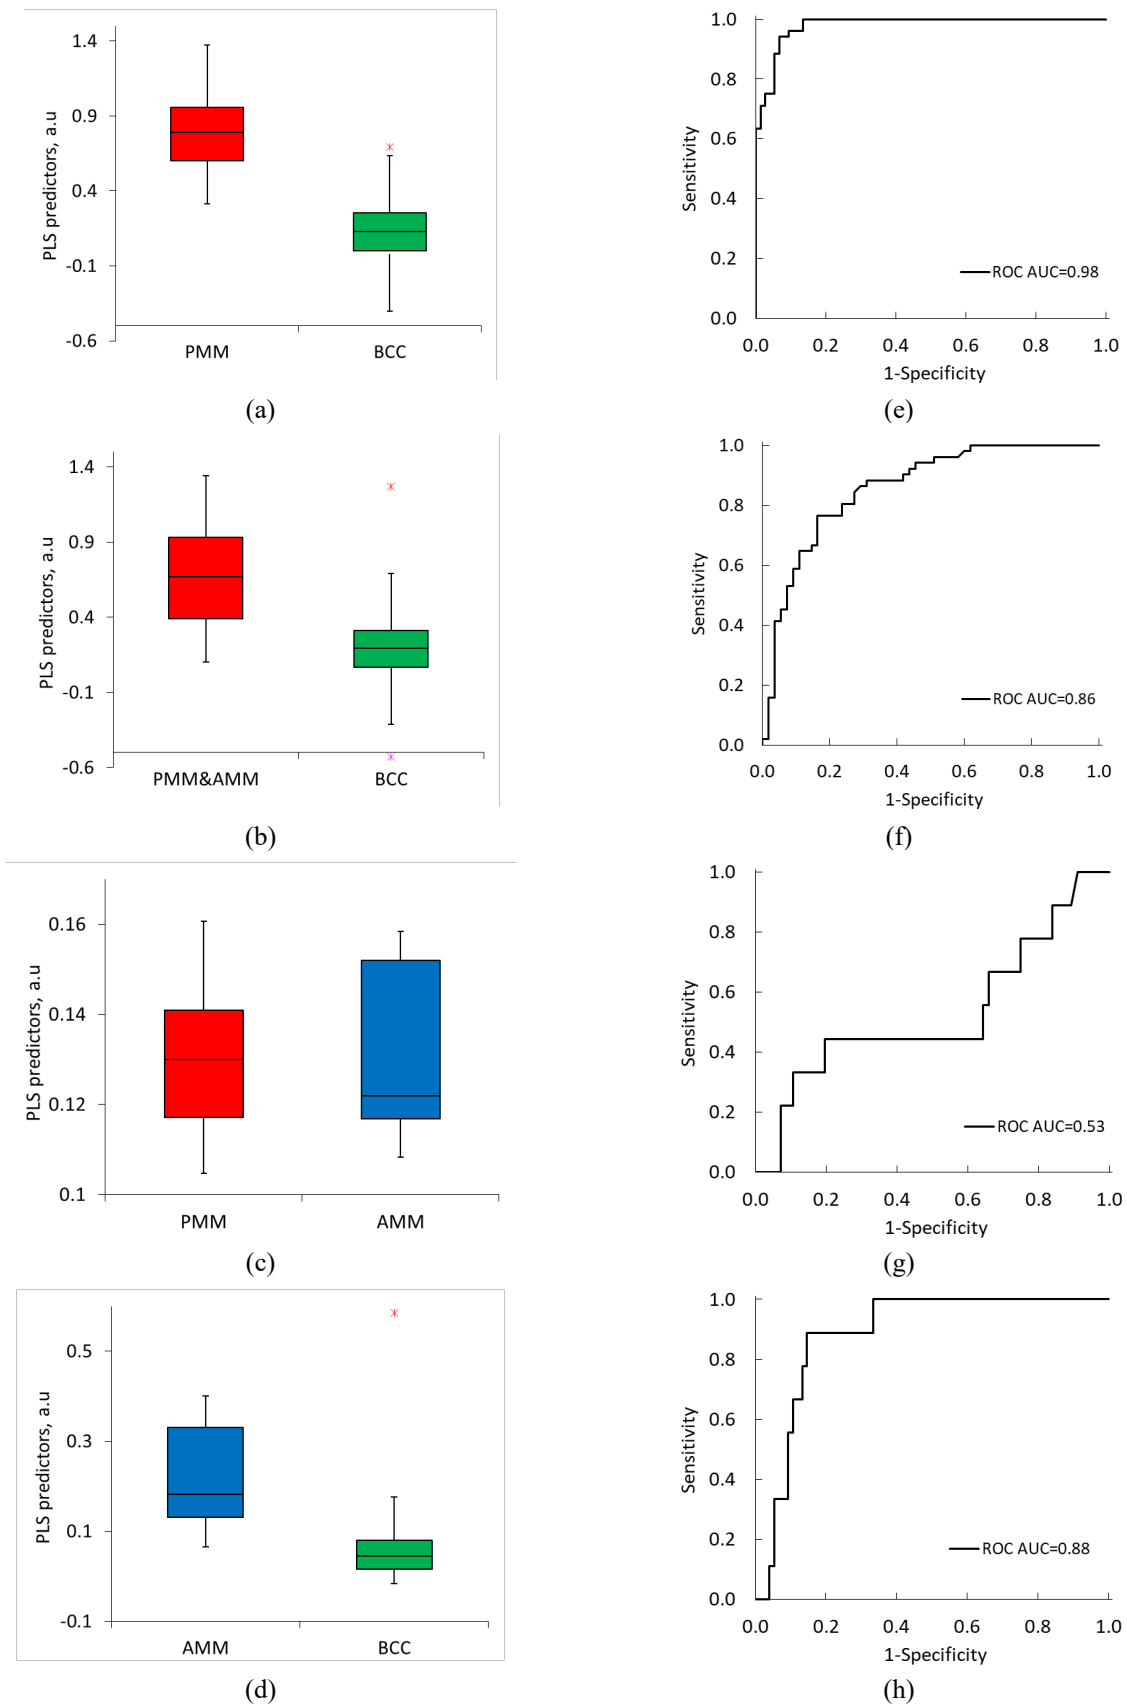 1.4
0.9
0.4
-0.1
-0.6
PLS predictors, a.u
PMM BCC
(a)
1.0
0.8
0.6
0.4
0.2
0.0
Sensitivity
ROC AUC=0.98
0.0 0.2 0.4 0.6 0.8 1.0
1-Specificity
(e)
1.4
0.9
0.4
-0.1
-0.6
PLS predictors, a.u
PMM&AMM BCC
(b)
1.0
0.8
0.6
0.4
0.2
0.0
Sensitivity
ROC AUC=0.86
0.0 0.2 0.4 0.6 0.8 1.0
1-Specificity
(f)
0.16
0.14
0.12
0.1
PLS predictors, a.u
PMM AMM
(c)
1.0
0.8
0.6
0.4
0.2
0.0
Sensitivity
ROC AUC=0.53
0.0 0.2 0.4 0.6 0.8 1.0
1-Specificity
(g)
0.5
0.3
0.1
-0.1
PLS predictors, a.u
AMM BCC
(d)
1.0
0.8
0.6
0.4
0.2
0.0
Sensitivity
ROC AUC=0.88
0.0 0.2 0.4 0.6 0.8 1.0
1-Specificity
(h)